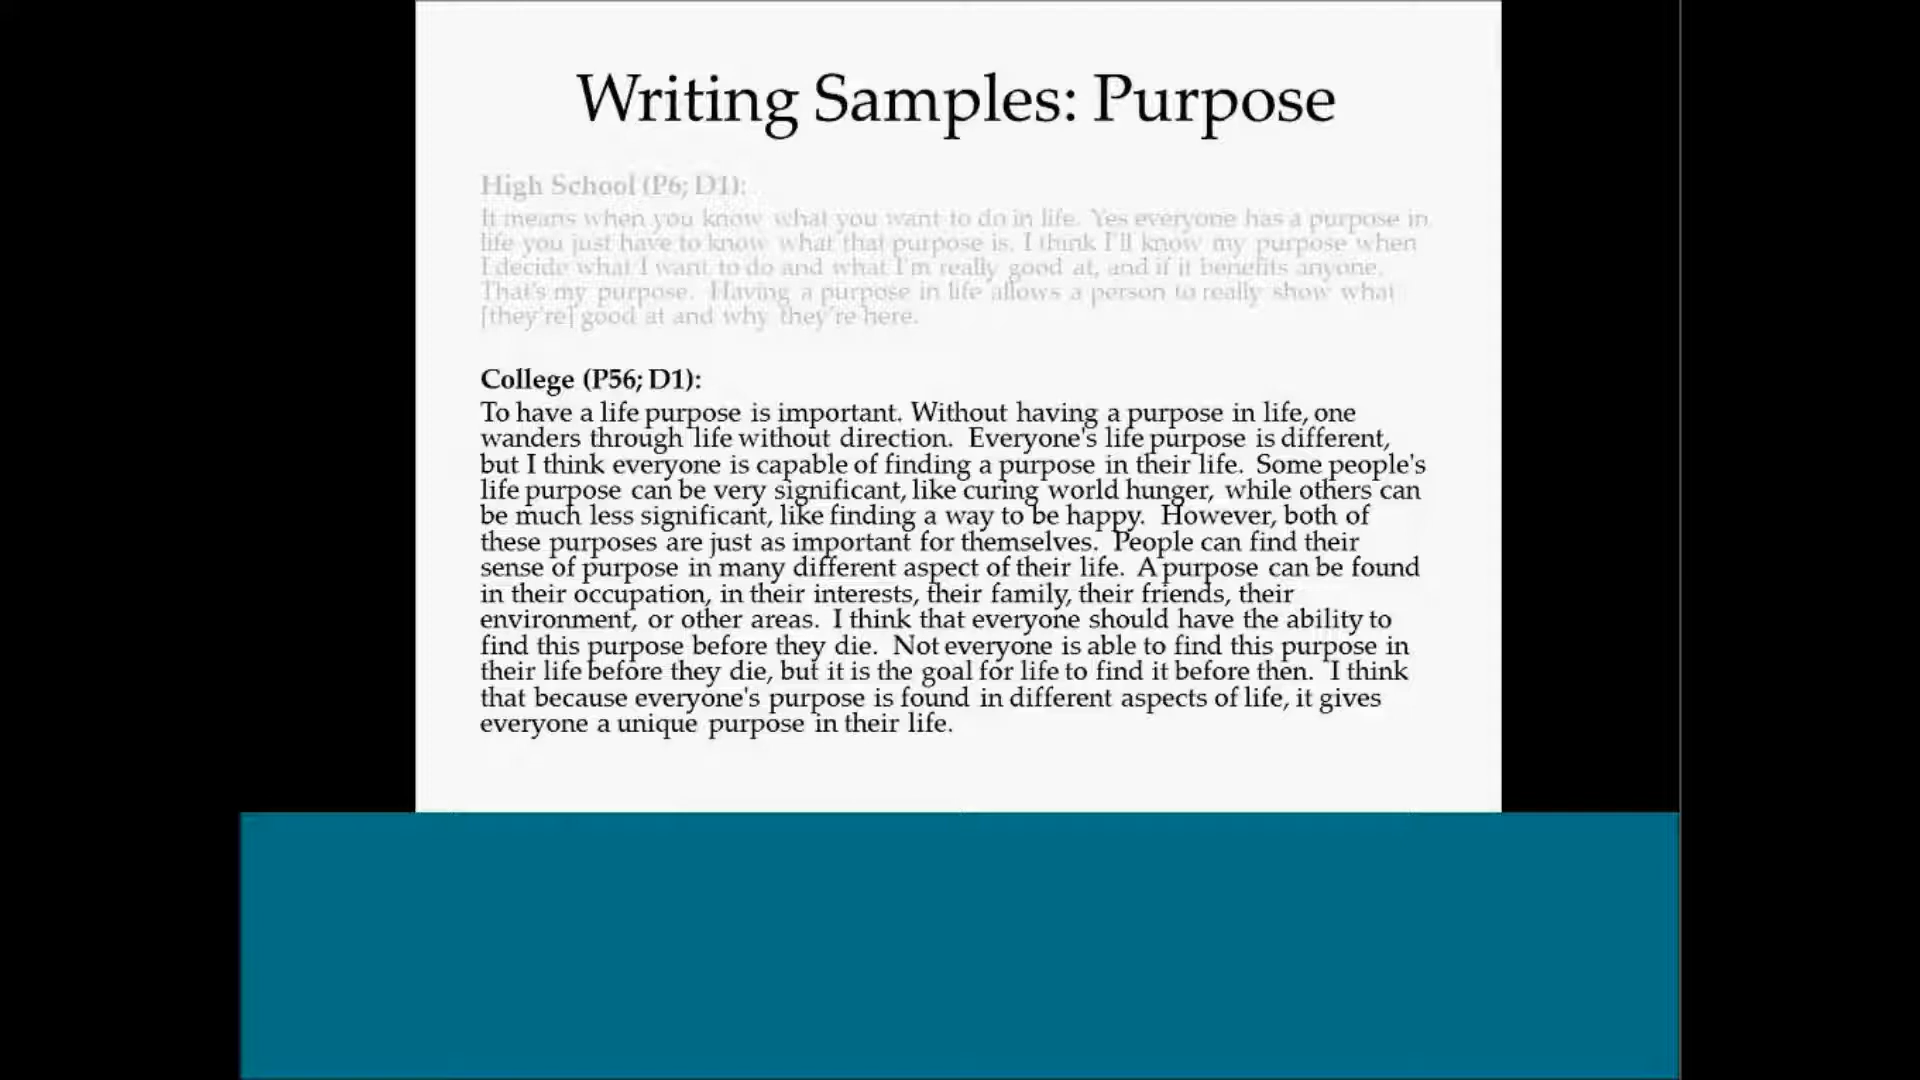 Writing Samples: Purpose
High School (P6; D1):
It means when you know what you want to do in life. Yes everyone has a purpose in
life you just have to know what that purpose is. I think I'll know my purpose when
I decide what I want to do and what I'm really good at, and if it benefits anyone.
That's my purpose. Having a purpose in life allows a person to really show what
[they're] good at and why they're here.
College (P56; D1):
To have a life purpose is important. Without having a purpose in life, one
wanders through life without direction. Everyone's life purpose is different,
but I think everyone is capable of finding a purpose in their life. Some people's
life purpose can be very significant, like curing world hunger, while others can
be much less significant, like finding a way to be happy. However, both of
these purposes are just as important for themselves. People can find their
sense of purpose in many different aspect of their life. A purpose can be found
in their occupation, in their interests, their family, their friends, their
environment, or other areas. I think that everyone should have the ability to
find this purpose before they die. Not everyone is able to find this purpose in
their life before they die, but it is the goal for life to find it before then. I think
that because everyone's purpose is found in different aspects of life, it gives
everyone a unique purpose in their life.